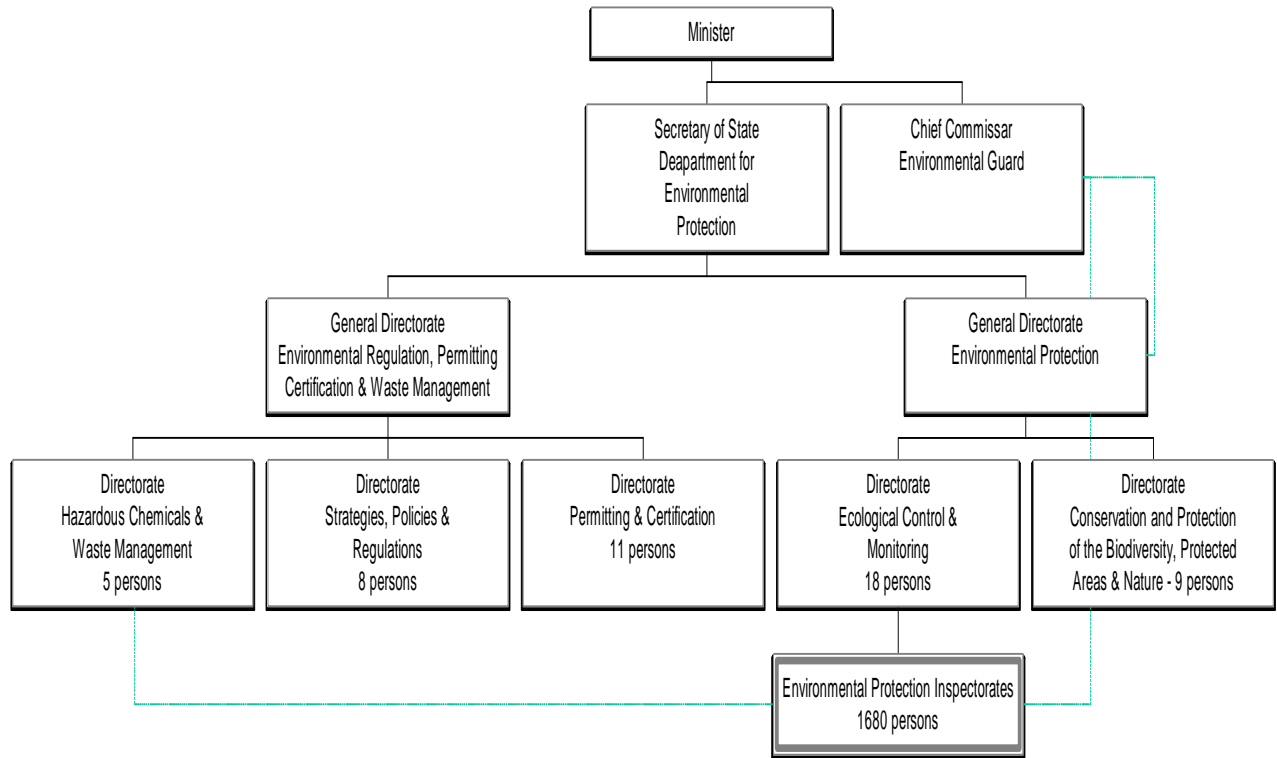 Minister
Secretary of State
Deapartment for
Environmental
Protection
Chief Commissar
Environmental Guard
General Directorate
Environmental Regulation, Permitting
Certification & Waste Management
General Directorate
Environmental Protection
Directorate
Hazardous Chemicals &
Waste Management
5 persons
Directorate
Strategies, Policies &
Regulations
8 persons
Directorate
Permitting & Certification
11 persons
Directorate
Ecological Control &
Monitoring
18 persons
Directorate
Conservation and Protection
of the Biodiversity, Protected
Areas & Nature - 9 persons
Environmental Protection Inspectorates
1680 persons